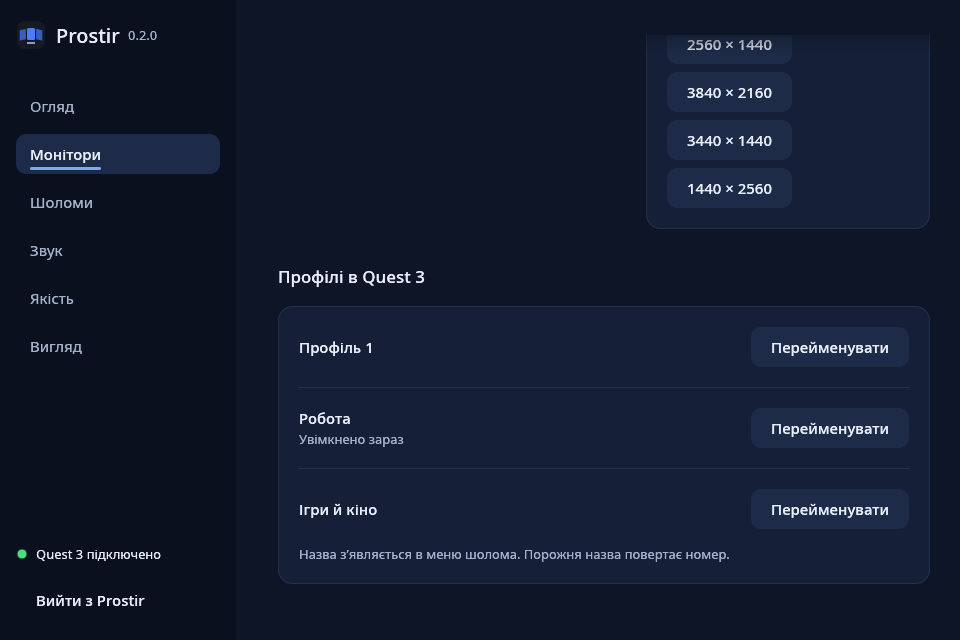 Prostir 0.2.0
Огляд
Монітори
Шоломи
Звук
Якість
Вигляд
Quest 3 підключено
Вийти з Prostir
2560 × 1440
3840 × 2160
3440 × 1440
1440 × 2560
Профілі в Quest 3
Профіль 1
Перейменувати
Робота
Увімкнено зараз
Перейменувати
Ігри й кіно
Перейменувати
Назва з’являється в меню шолома. Порожня назва повертає номер.